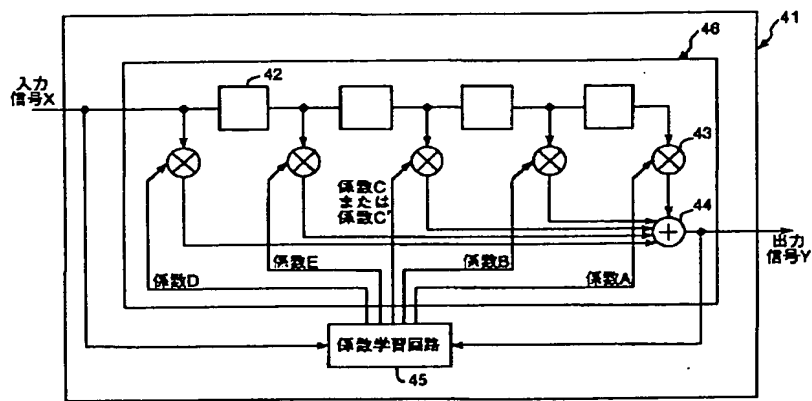 41
46
入力
信号X
42
43
係数C
または
係数C'
44
出力
信号Y
係数D
係数E
係数B
係数A
係数学習回路
45